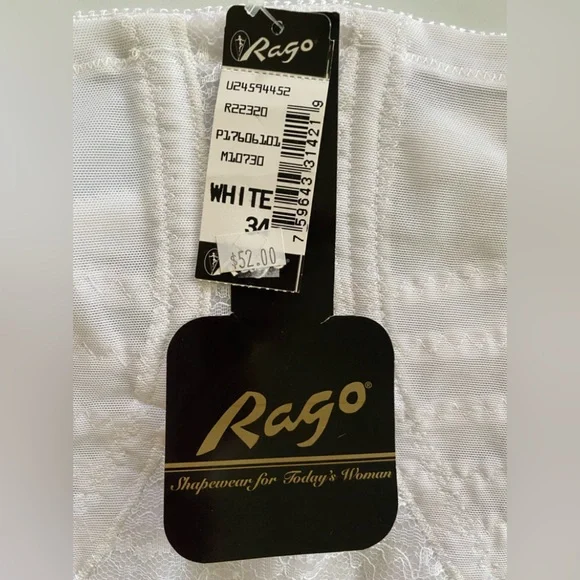 Rago
U24594452
R22320
P17606101
M10730
WHITE
34
7 59643 31421 9
$52.00
Rago®
Shapewear for Today's Woman